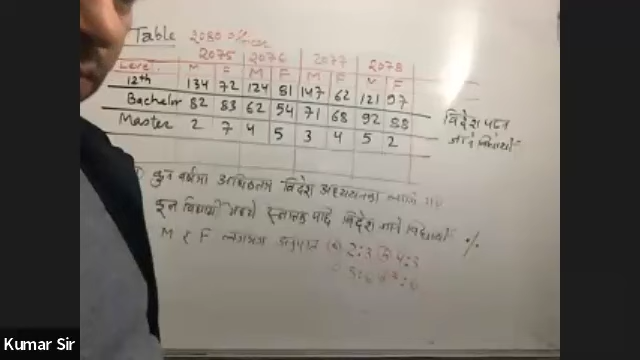 Table 2080
2075 2076 2077 2078
Level M F M F M F M F
12th 134 72 124 81 147 62 121 97
Bachelor 82 83 62 54 71 68 92 88
Master 2 7 4 5 3 4 5 2
विदेश पढ्न
जाने विद्यार्थी
कुन वर्षमा अधिकतम विदेश अध्ययनका लागि गए
कुन विद्यार्थी मध्ये स्नातक पछि विदेश जाने विद्यार्थी %
M र F लगभग अनुपात 2:3 4:3
Kumar Sir